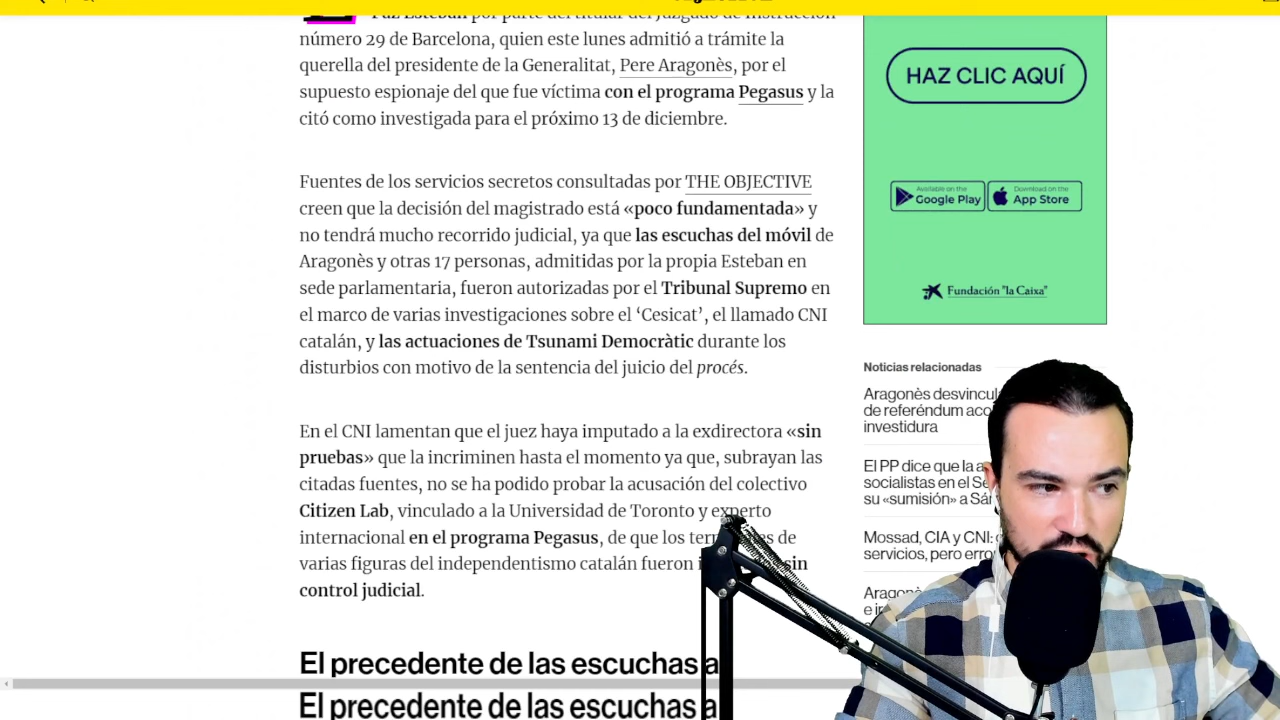 Paz Esteban por parte del titular del Juzgado de Instrucción
número 29 de Barcelona, quien este lunes admitió a trámite la
querella del presidente de la Generalitat, Pere Aragonès, por el
supuesto espionaje del que fue víctima con el programa Pegasus y la
citó como investigada para el próximo 13 de diciembre.
Fuentes de los servicios secretos consultadas por THE OBJECTIVE
creen que la decisión del magistrado está «poco fundamentada» y
no tendrá mucho recorrido judicial, ya que las escuchas del móvil de
Aragonès y otras 17 personas, admitidas por la propia Esteban en
sede parlamentaria, fueron autorizadas por el Tribunal Supremo en
el marco de varias investigaciones sobre el ‘Cesicat’, el llamado CNI
catalán, y las actuaciones de Tsunami Democràtic durante los
disturbios con motivo de la sentencia del juicio del procés.
En el CNI lamentan que el juez haya imputado a la exdirectora «sin
pruebas» que la incriminen hasta el momento ya que, subrayan las
citadas fuentes, no se ha podido probar la acusación del colectivo
Citizen Lab, vinculado a la Universidad de Toronto y experto
internacional en el programa Pegasus, de que los de
varias figuras del independentismo catalán fueron sin
control judicial.
El precedente de las escuchas
El precedente de las escuchas
HAZ CLIC AQUÍ
Available on the Google Play
Download on the App Store
Fundación "la Caixa"
Noticias relacionadas
Aragonès
de referéndum
investidura
El PP dice que la
socialistas en el
su «sumisión» a
Mossad, CIA y CNI:
servicios, pero